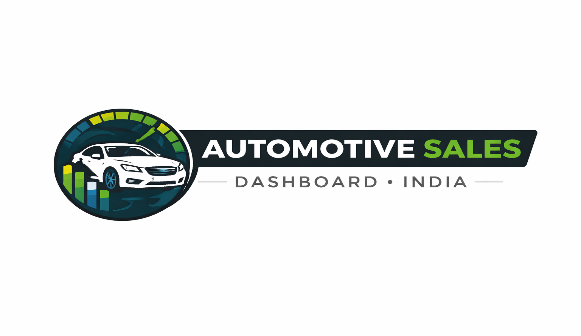 AUTOMOTIVE SALES
DASHBOARD • INDIA